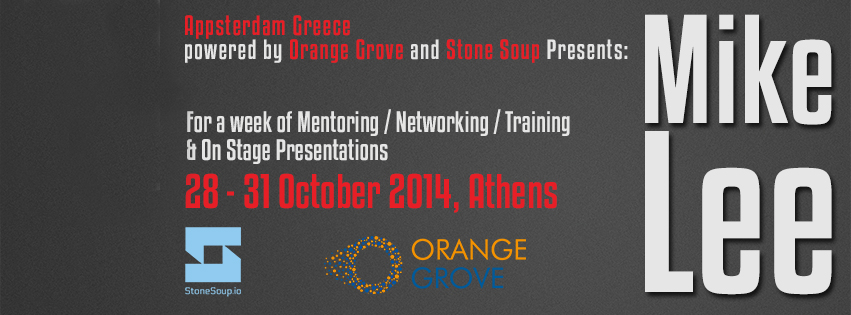 Appsterdam Greece
powered by Orange Grove and Stone Soup Presents:
For a week of Mentoring / Networking / Training
& On Stage Presentations
28 - 31 October 2014, Athens
StoneSoup.io
ORANGE
GROVE
Mike
Lee